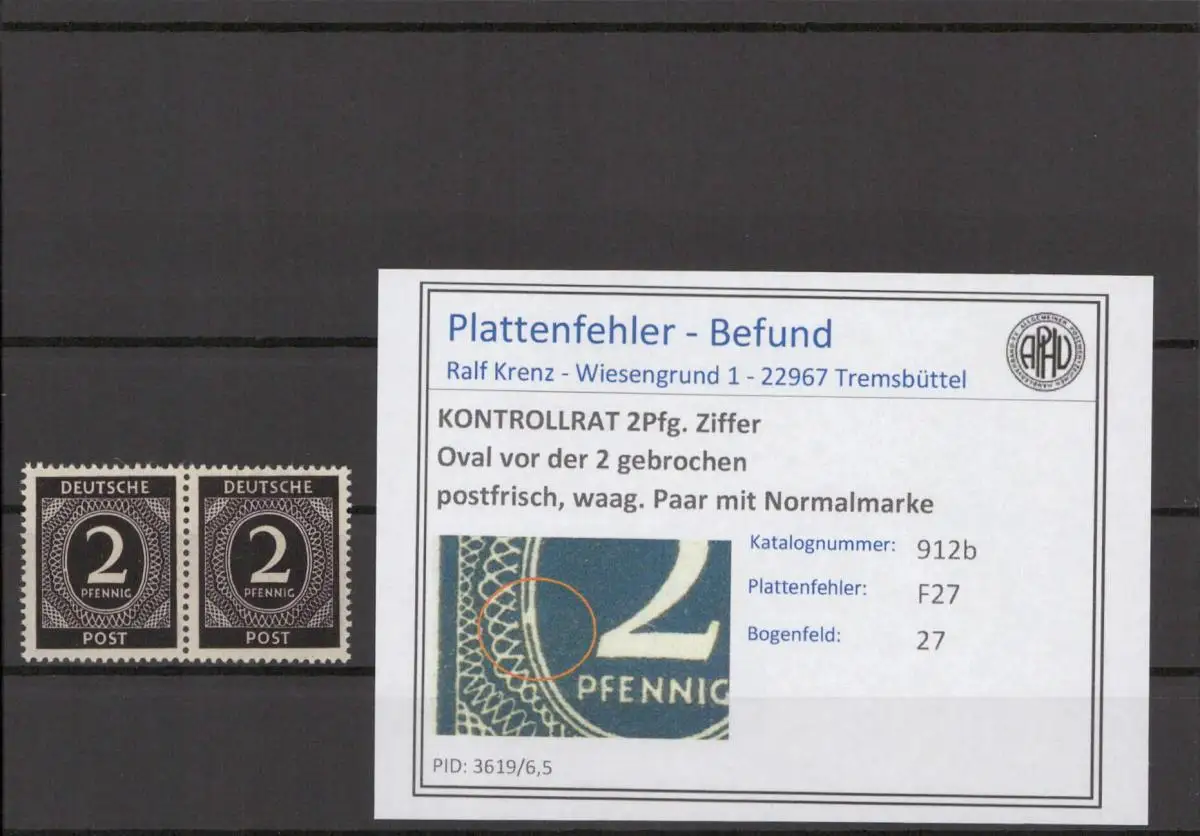 DEUTSCHE
2
PFENNIG
POST
DEUTSCHE
2
PFENNIG
POST
Plattenfehler - Befund
Ralf Krenz - Wiesengrund 1 - 22967 Tremsbüttel
APHV
KONTROLLRAT 2Pfg. Ziffer
Oval vor der 2 gebrochen
postfrisch, waag. Paar mit Normalmarke
2
PFENNIG
Katalognummer: 912b
Plattenfehler: F27
Bogenfeld: 27
PID: 3619/6,5